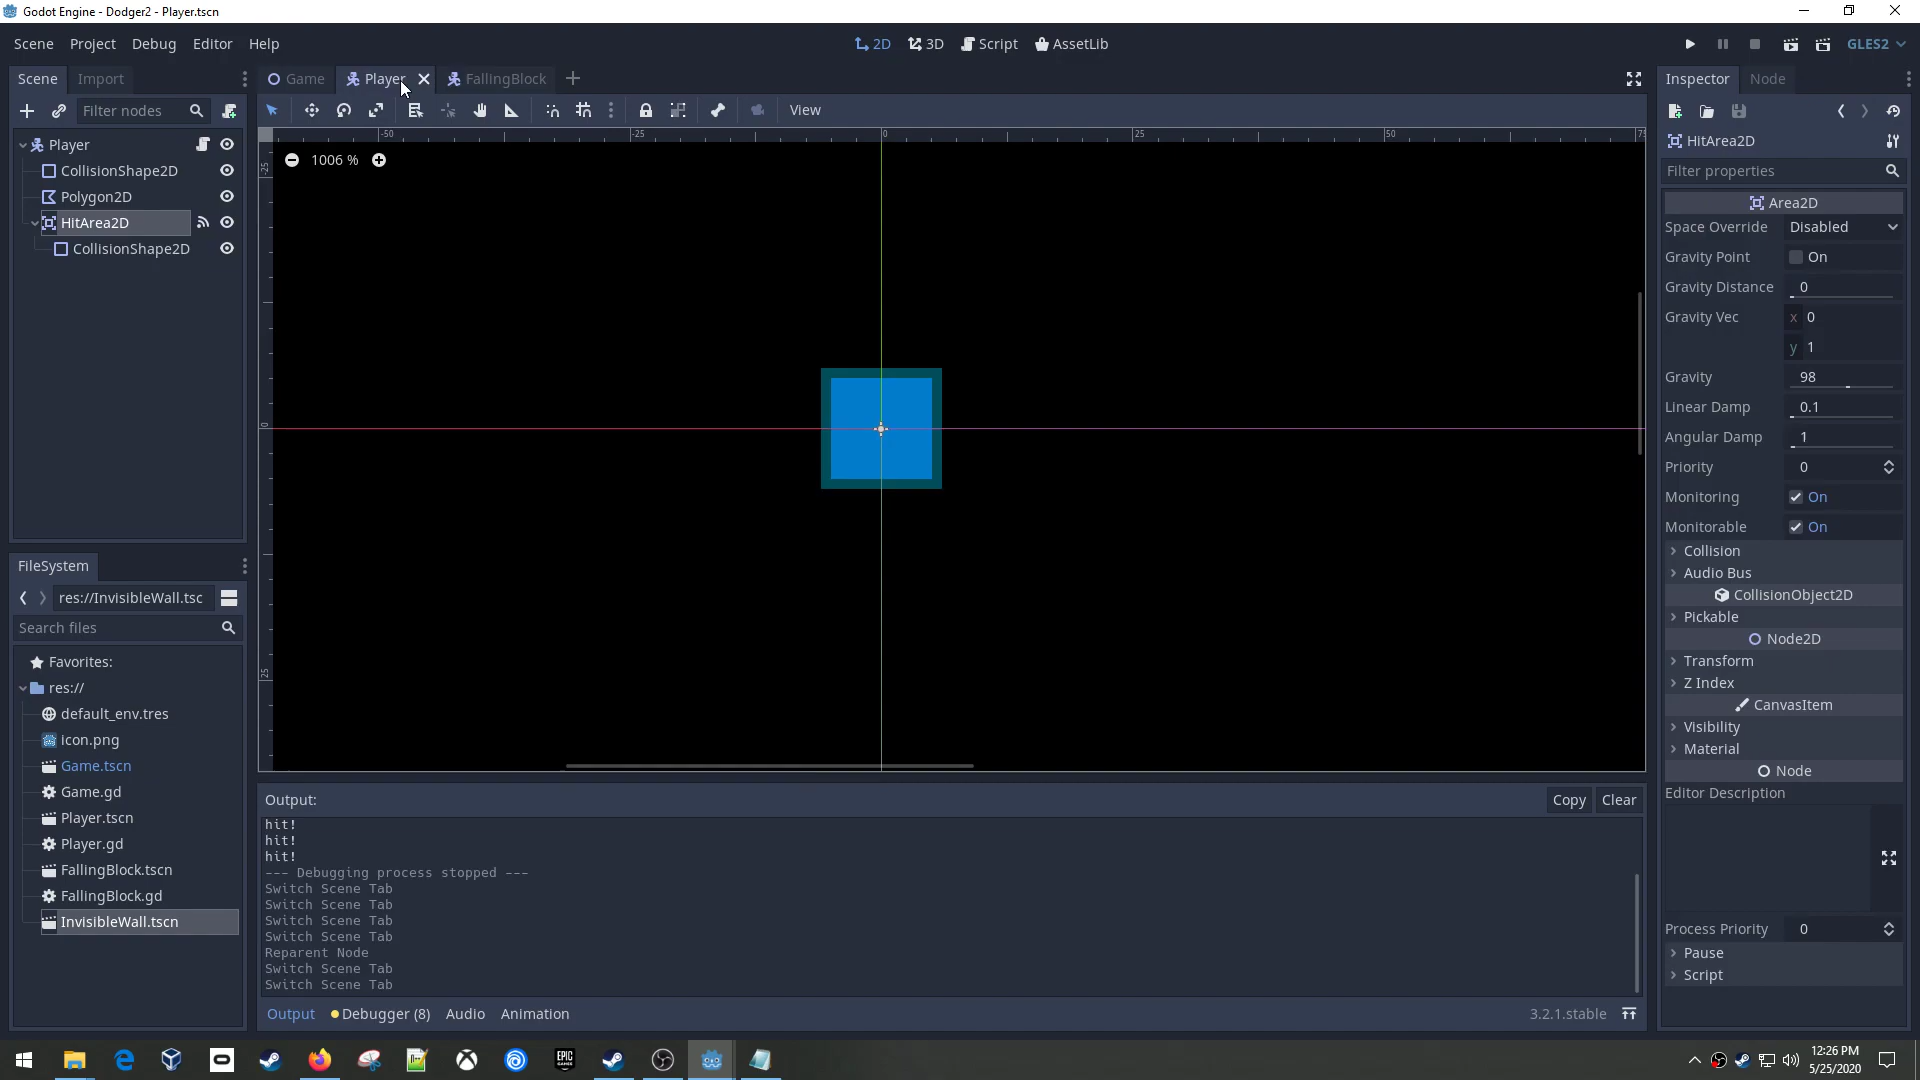 Godot Engine - Dodger2 - Player.tscn
Scene Project Debug Editor Help
2D 3D Script AssetLib
GLES2
Scene Import
Game Player FallingBlock
Inspector Node
Filter nodes
View
HitArea2D
Filter properties
Player
CollisionShape2D
Polygon2D
HitArea2D
CollisionShape2D
-50 -25 0 25 50 75
-25
0
25
1006 %
Area2D
Space Override Disabled
Gravity Point On
Gravity Distance 0
Gravity Vec x 0
y 1
Gravity 98
Linear Damp 0.1
Angular Damp 1
Priority 0
Monitoring On
Monitorable On
Collision
Audio Bus
CollisionObject2D
Pickable
Node2D
Transform
Z Index
CanvasItem
Visibility
Material
Node
Editor Description
Process Priority 0
Pause
Script
FileSystem
res://InvisibleWall.tsc
Search files
Favorites:
res://
default_env.tres
icon.png
Game.tscn
Game.gd
Player.tscn
Player.gd
FallingBlock.tscn
FallingBlock.gd
InvisibleWall.tscn
Output:
Copy Clear
hit!
hit!
hit!
--- Debugging process stopped ---
Switch Scene Tab
Switch Scene Tab
Switch Scene Tab
Switch Scene Tab
Reparent Node
Switch Scene Tab
Switch Scene Tab
Output Debugger (8) Audio Animation
3.2.1.stable
EPIC GAMES
12:26 PM
5/25/2020